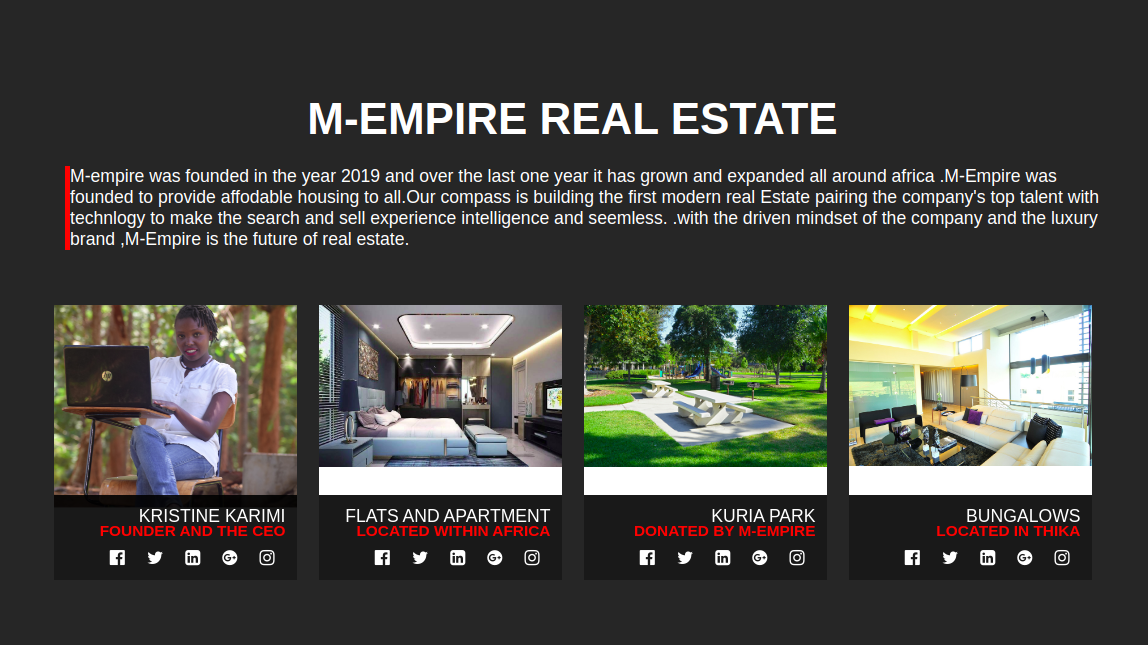 M-EMPIRE REAL ESTATE
M-empire was founded in the year 2019 and over the last one year it has grown and expanded all around africa .M-Empire was
founded to provide affodable housing to all.Our compass is building the first modern real Estate pairing the company's top talent with
technlogy to make the search and sell experience intelligence and seemless. .with the driven mindset of the company and the luxury
brand ,M-Empire is the future of real estate.
KRISTINE KARIMI
FOUNDER AND THE CEO
FLATS AND APARTMENT
LOCATED WITHIN AFRICA
KURIA PARK
DONATED BY M-EMPIRE
BUNGALOWS
LOCATED IN THIKA